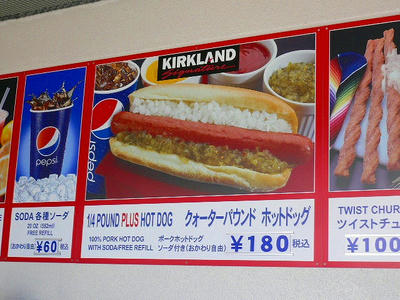 KIRKLAND
Signature
pepsi
SODA 各種ソーダ
20 OZ. (592ml)
FREE REFILL
(おかわり自由) ¥60 税込
1/4 POUND PLUS HOT DOG クォーターパウンド ホットドッグ
100% PORK HOT DOG ポークホットドッグ
WITH SODA/FREE REFILL ソーダ付き(おかわり自由)
¥180 税込
TWIST CHUR
ツイストチュ
¥100